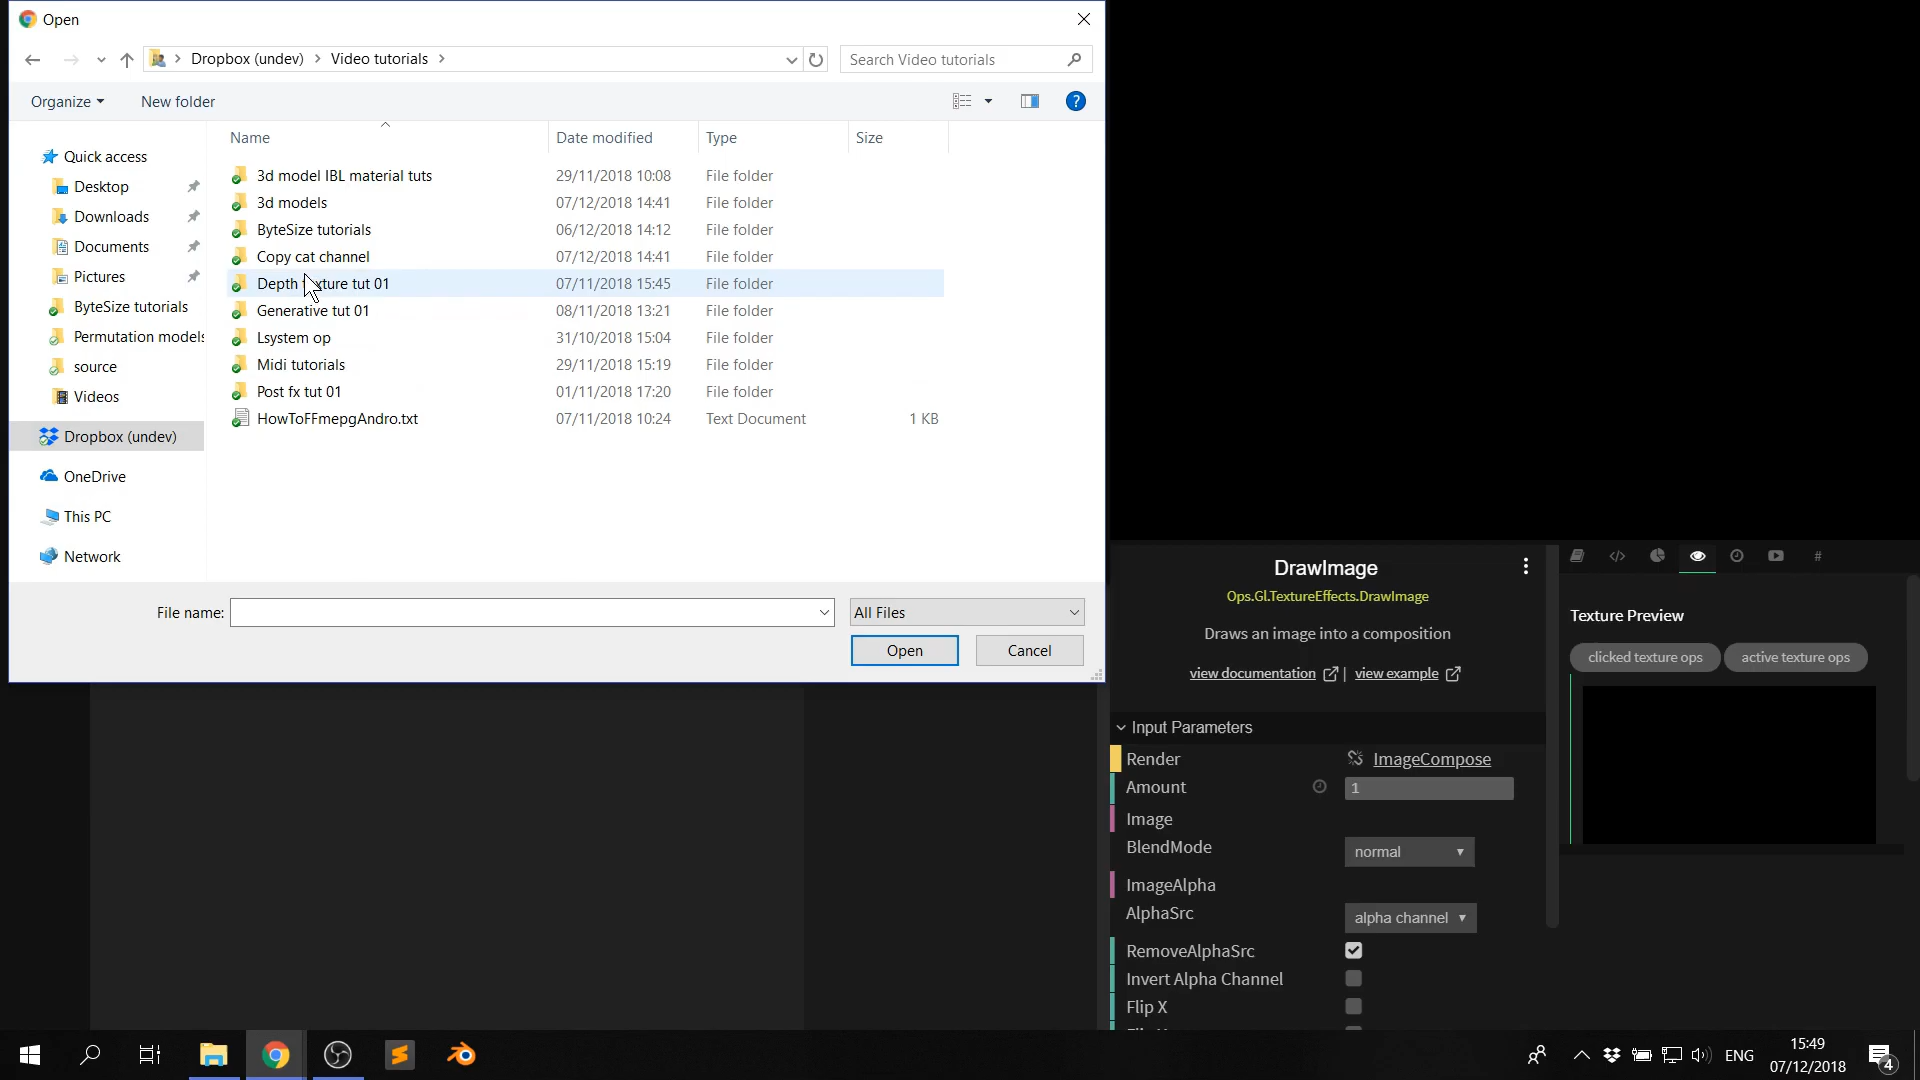 Open
Dropbox (undev) Video tutorials
Search Video tutorials
Organize New folder
Name Date modified Type Size
Quick access
Desktop
Downloads
Documents
Pictures
ByteSize tutorials
Permutation models
source
Videos
Dropbox (undev)
OneDrive
This PC
Network
3d model IBL material tuts 29/11/2018 10:08 File folder
3d models 07/12/2018 14:41 File folder
ByteSize tutorials 06/12/2018 14:12 File folder
Copy cat channel 07/12/2018 14:41 File folder
Depth texture tut 01 07/11/2018 15:45 File folder
Generative tut 01 08/11/2018 13:21 File folder
Lsystem op 31/10/2018 15:04 File folder
Midi tutorials 29/11/2018 15:19 File folder
Post fx tut 01 01/11/2018 17:20 File folder
HowToFFmepgAndro.txt 07/11/2018 10:24 Text Document 1 KB
File name: All Files
Open Cancel
DrawImage
Ops.Gl.TextureEffects.DrawImage
Draws an image into a composition
view documentation | view example
Input Parameters
Render ImageCompose
Amount 1
Image
BlendMode normal
ImageAlpha
AlphaSrc alpha channel
RemoveAlphaSrc
Invert Alpha Channel
Flip X
Texture Preview
clicked texture ops active texture ops
ENG
15:49
07/12/2018
4